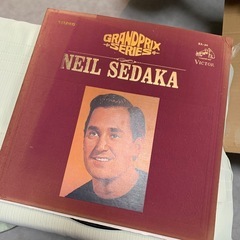 GRANDPRIX
SERIES
NEIL SEDAKA
VICTOR